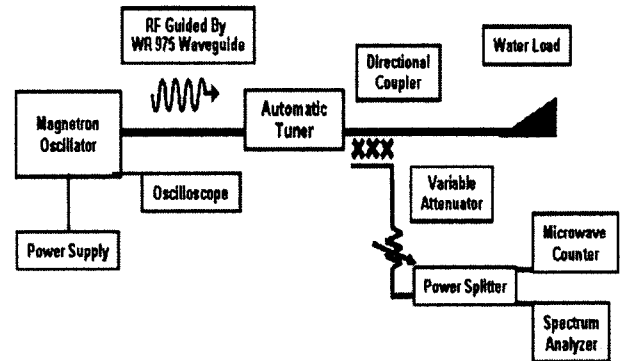 RF Guided By
WR 975 Waveguide
Directional
Coupler
Water Load
Magnetron
Oscillator
Automatic
Tuner
XXX
Oscilloscope
Variable
Attenuator
Power Supply
Microwave
Counter
Power Splitter
Spectrum
Analyzer